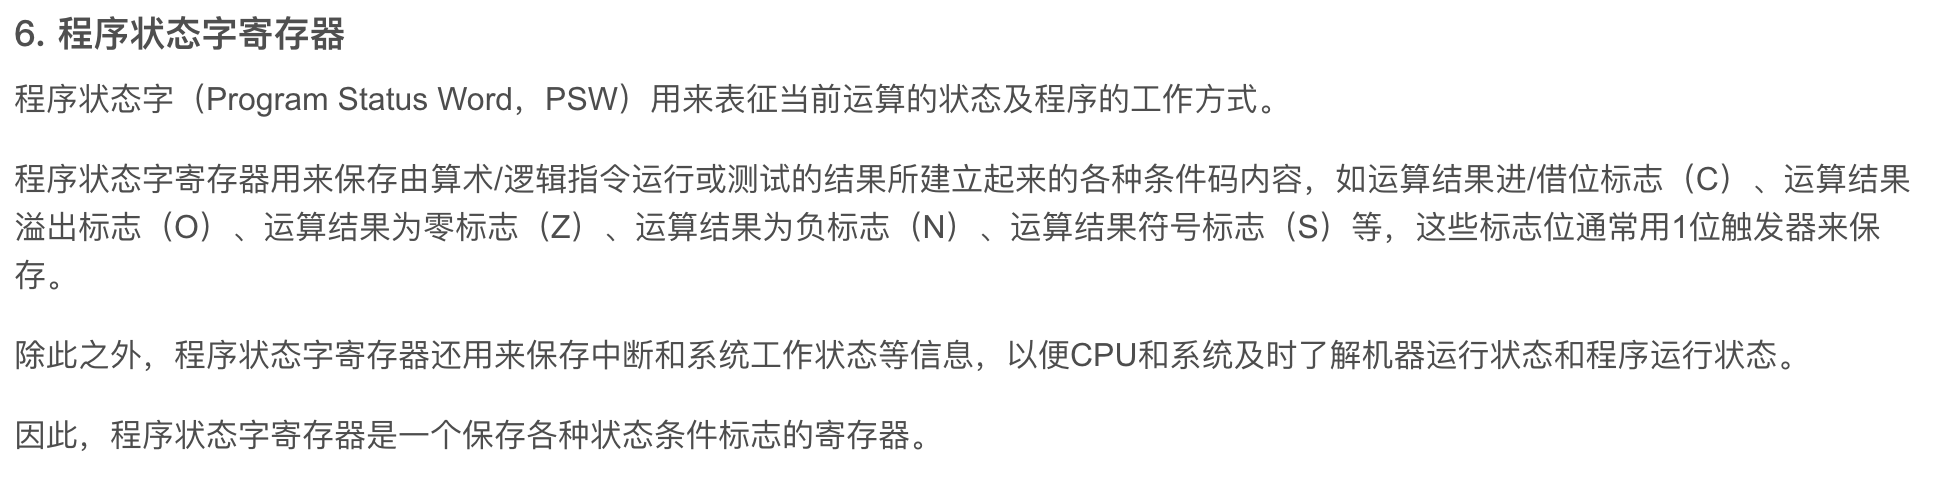 6. 程序状态字寄存器
程序状态字（Program Status Word，PSW）用来表征当前运算的状态及程序的工作方式。
程序状态字寄存器用来保存由算术/逻辑指令运行或测试的结果所建立起来的各种条件码内容，如运算结果进/借位标志（C）、运算结果
溢出标志（O）、运算结果为零标志（Z）、运算结果为负标志（N）、运算结果符号标志（S）等，这些标志位通常用1位触发器来保
存。
除此之外，程序状态字寄存器还用来保存中断和系统工作状态等信息，以便CPU和系统及时了解机器运行状态和程序运行状态。
因此，程序状态字寄存器是一个保存各种状态条件标志的寄存器。